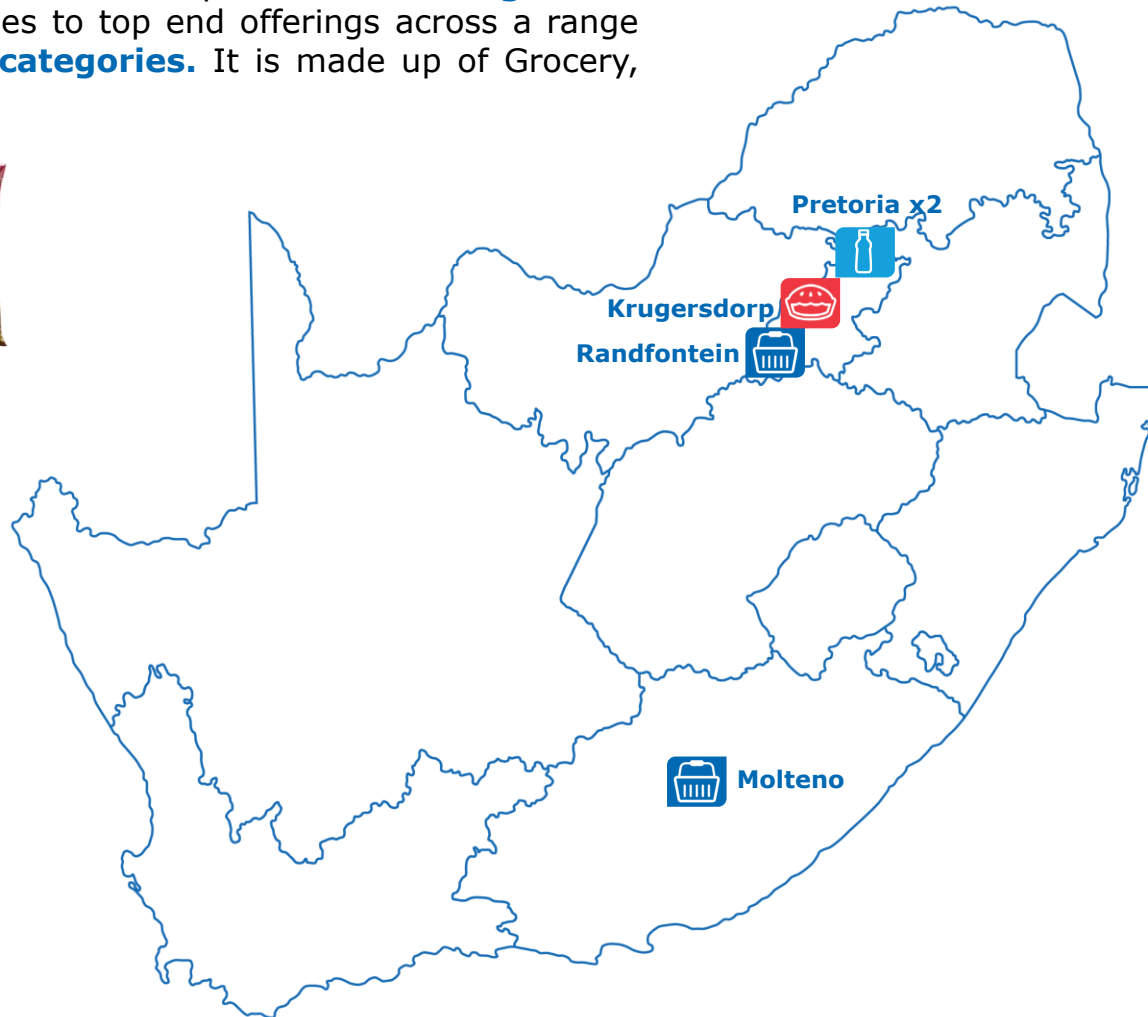 es to top end offerings across a range
categories. It is made up of Grocery,
Pretoria x2
Krugersdorp
Randfontein
Molteno